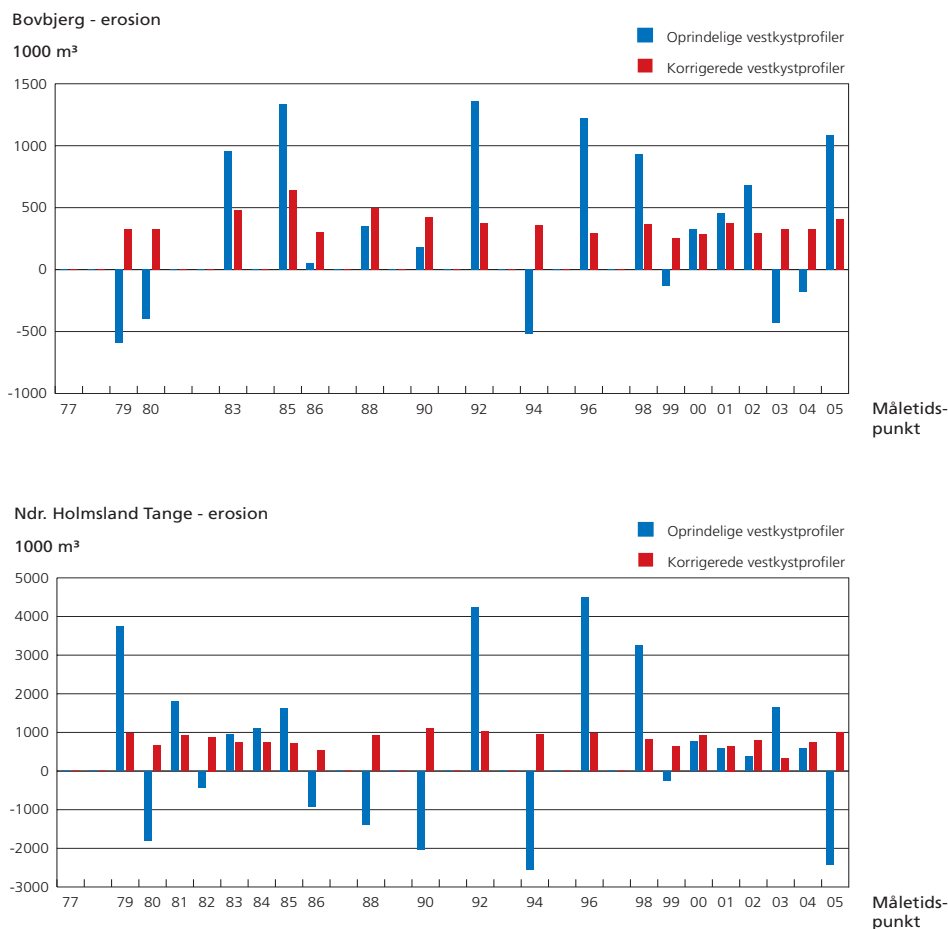 Bovbjerg - erosion
1000 m³
Oprindelige vestkystprofiler
Korrigerede vestkystprofiler
1500
1000
500
0
-500
-1000
77 79 80 83 85 86 88 90 92 94 96 98 99 00 01 02 03 04 05
Måletids-
punkt
Ndr. Holmsland Tange - erosion
1000 m³
Oprindelige vestkystprofiler
Korrigerede vestkystprofiler
5000
4000
3000
2000
1000
0
-1000
-2000
-3000
77 79 80 81 82 83 84 85 86 88 90 92 94 96 98 99 00 01 02 03 04 05
Måletids-
punkt